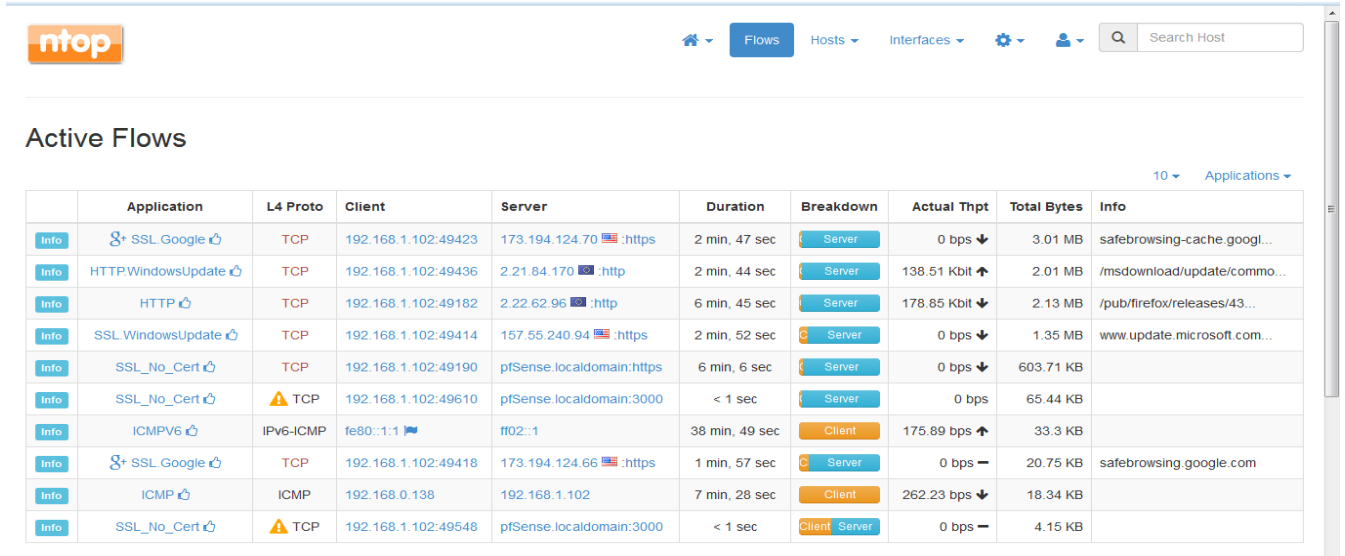 ntop
Flows Hosts Interfaces Search Host
Active Flows
10 Applications
Application L4 Proto Client Server Duration Breakdown Actual Thpt Total Bytes Info
Info SSL.Google TCP 192.168.1.102:49423 173.194.124.70 :https 2 min, 47 sec Server 0 bps 3.01 MB safebrowsing-cache.googl...
Info HTTP.WindowsUpdate TCP 192.168.1.102:49436 2.21.84.170 :http 2 min, 44 sec Server 138.51 Kbit 2.01 MB /msdownload/update/commo...
Info HTTP TCP 192.168.1.102:49182 2.22.62.96 :http 6 min, 45 sec Server 178.85 Kbit 2.13 MB /pub/firefox/releases/43...
Info SSL.WindowsUpdate TCP 192.168.1.102:49414 157.55.240.94 :https 2 min, 52 sec C Server 0 bps 1.35 MB www.update.microsoft.com...
Info SSL_No_Cert TCP 192.168.1.102:49190 pfSense.localdomain:https 6 min, 6 sec Server 0 bps 603.71 KB
Info SSL_No_Cert TCP 192.168.1.102:49610 pfSense.localdomain:3000 < 1 sec Server 0 bps 65.44 KB
Info ICMPV6 IPv6-ICMP fe80::1:1 ff02::1 38 min, 49 sec Client 175.89 bps 33.3 KB
Info g+ SSL.Google TCP 192.168.1.102:49418 173.194.124.66 :https 1 min, 57 sec C Server 0 bps 20.75 KB safebrowsing.google.com
Info ICMP ICMP 192.168.0.138 192.168.1.102 7 min, 28 sec Client 262.23 bps 18.34 KB
Info SSL_No_Cert TCP 192.168.1.102:49548 pfSense.localdomain:3000 < 1 sec Client Server 0 bps 4.15 KB